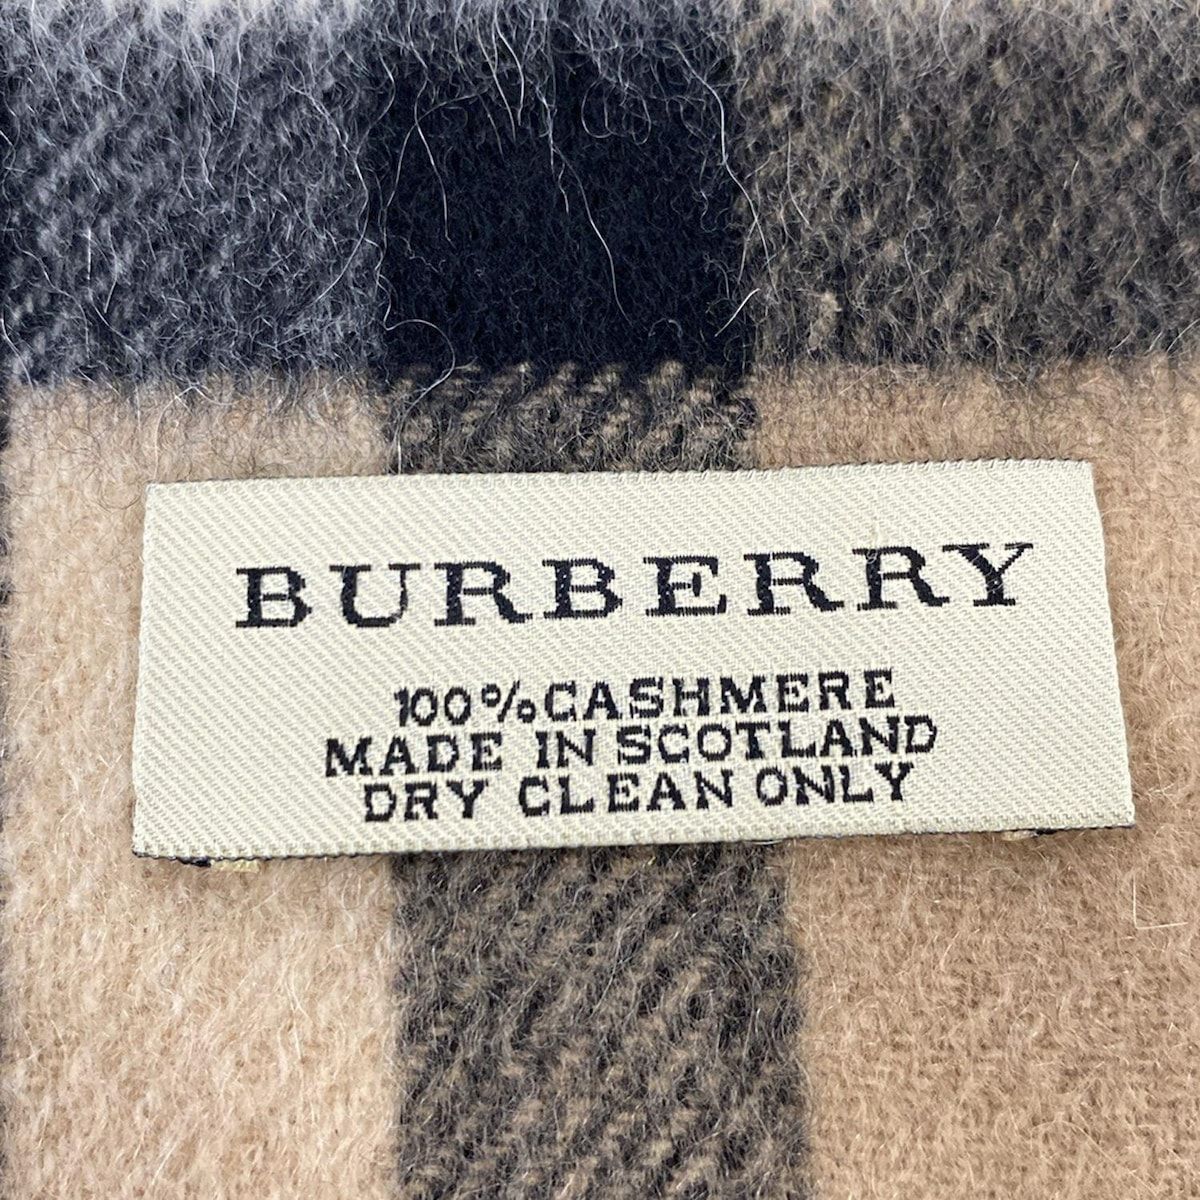 BURBERRY
100%CASHMERE
MADE IN SCOTLAND
DRY CLEAN ONLY